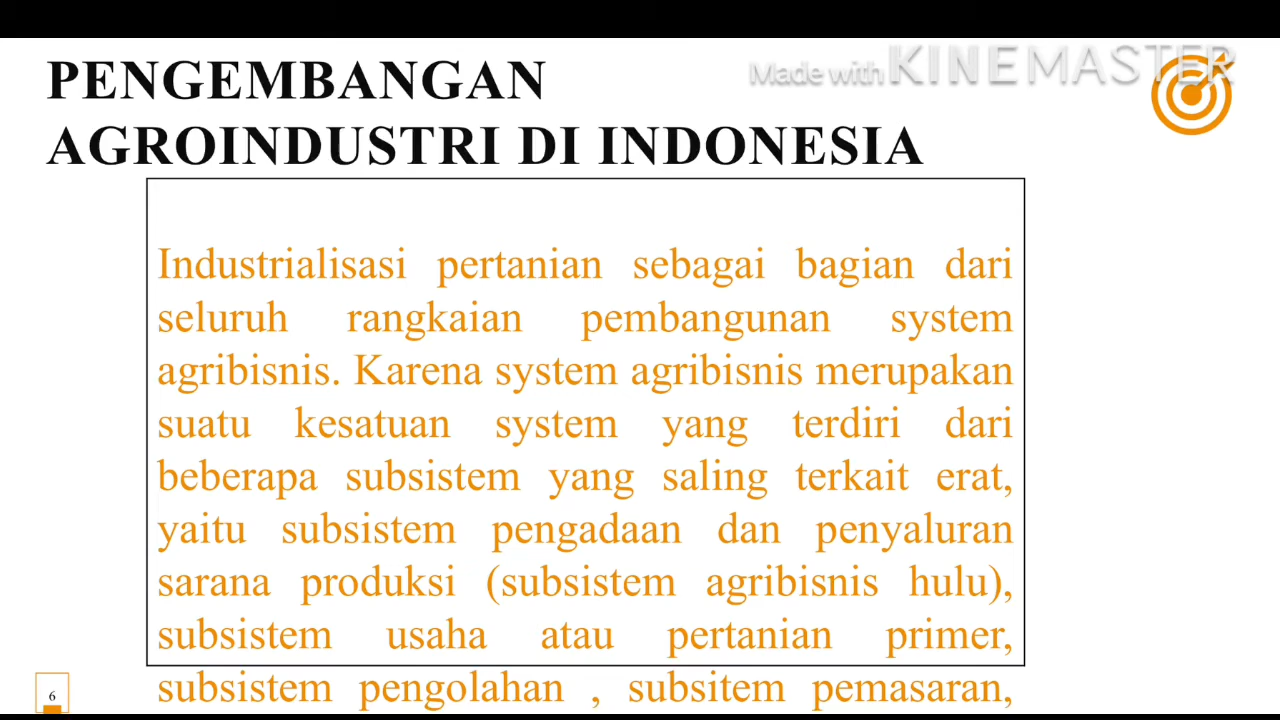 PENGEMBANGAN
AGROINDUSTRI DI INDONESIA
Made with KINEMASTER
Industrialisasi pertanian sebagai bagian dari
seluruh rangkaian pembangunan system
agribisnis. Karena system agribisnis merupakan
suatu kesatuan system yang terdiri dari
beberapa subsistem yang saling terkait erat,
yaitu subsistem pengadaan dan penyaluran
sarana produksi (subsistem agribisnis hulu),
subsistem usaha atau pertanian primer,
subsistem pengolahan , subsitem pemasaran,
6